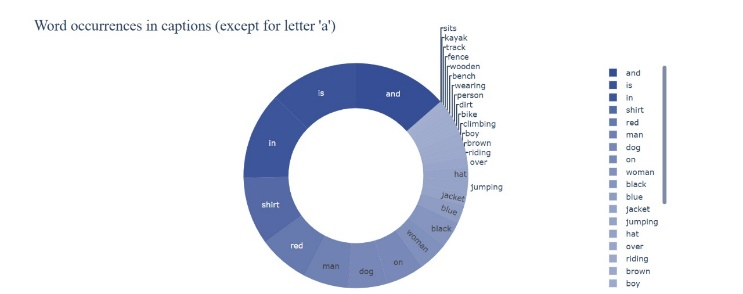 Word occurrences in captions (except for letter 'a')
sits
kayak
track
fence
wooden
bench
wearing
person
dirt
bike
climbing
boy
brown
riding
over
hat
jumping
jacket
blue
black
woman
on
dog
man
red
shirt
in
is
and
and
is
in
shirt
red
man
dog
on
woman
black
blue
jacket
jumping
hat
over
riding
brown
boy